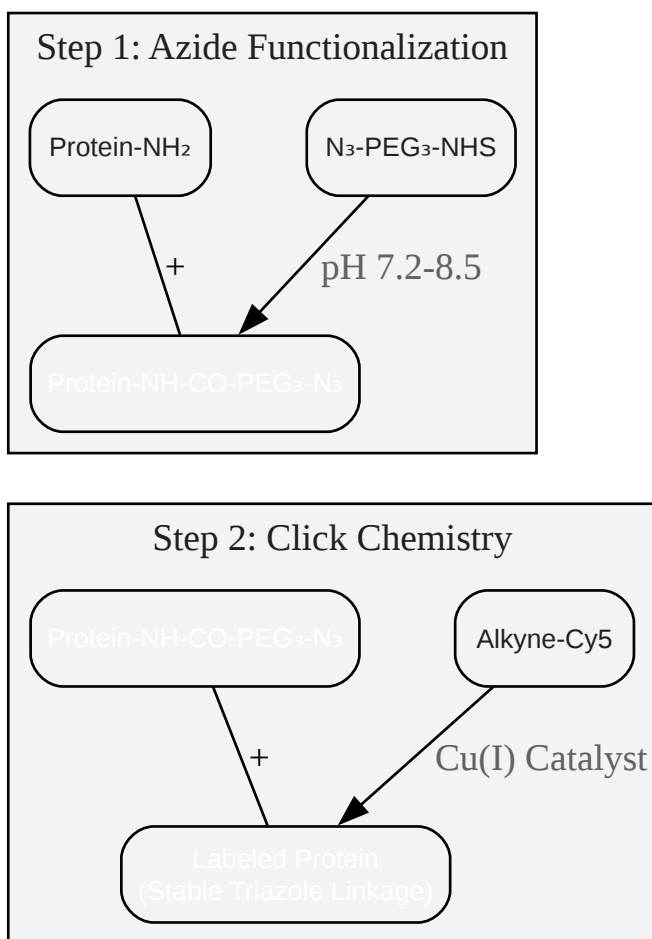 Step 1: Azide Functionalization
Protein-NH₂
N₃-PEG₃-NHS
+
pH 7.2-8.5
Protein-NH-CO-PEG₃-N₃
Step 2: Click Chemistry
Protein-NH-CO-PEG₃-N₃
Alkyne-Cy5
+
Cu(I) Catalyst
Labeled Protein
(Stable Triazole Linkage)